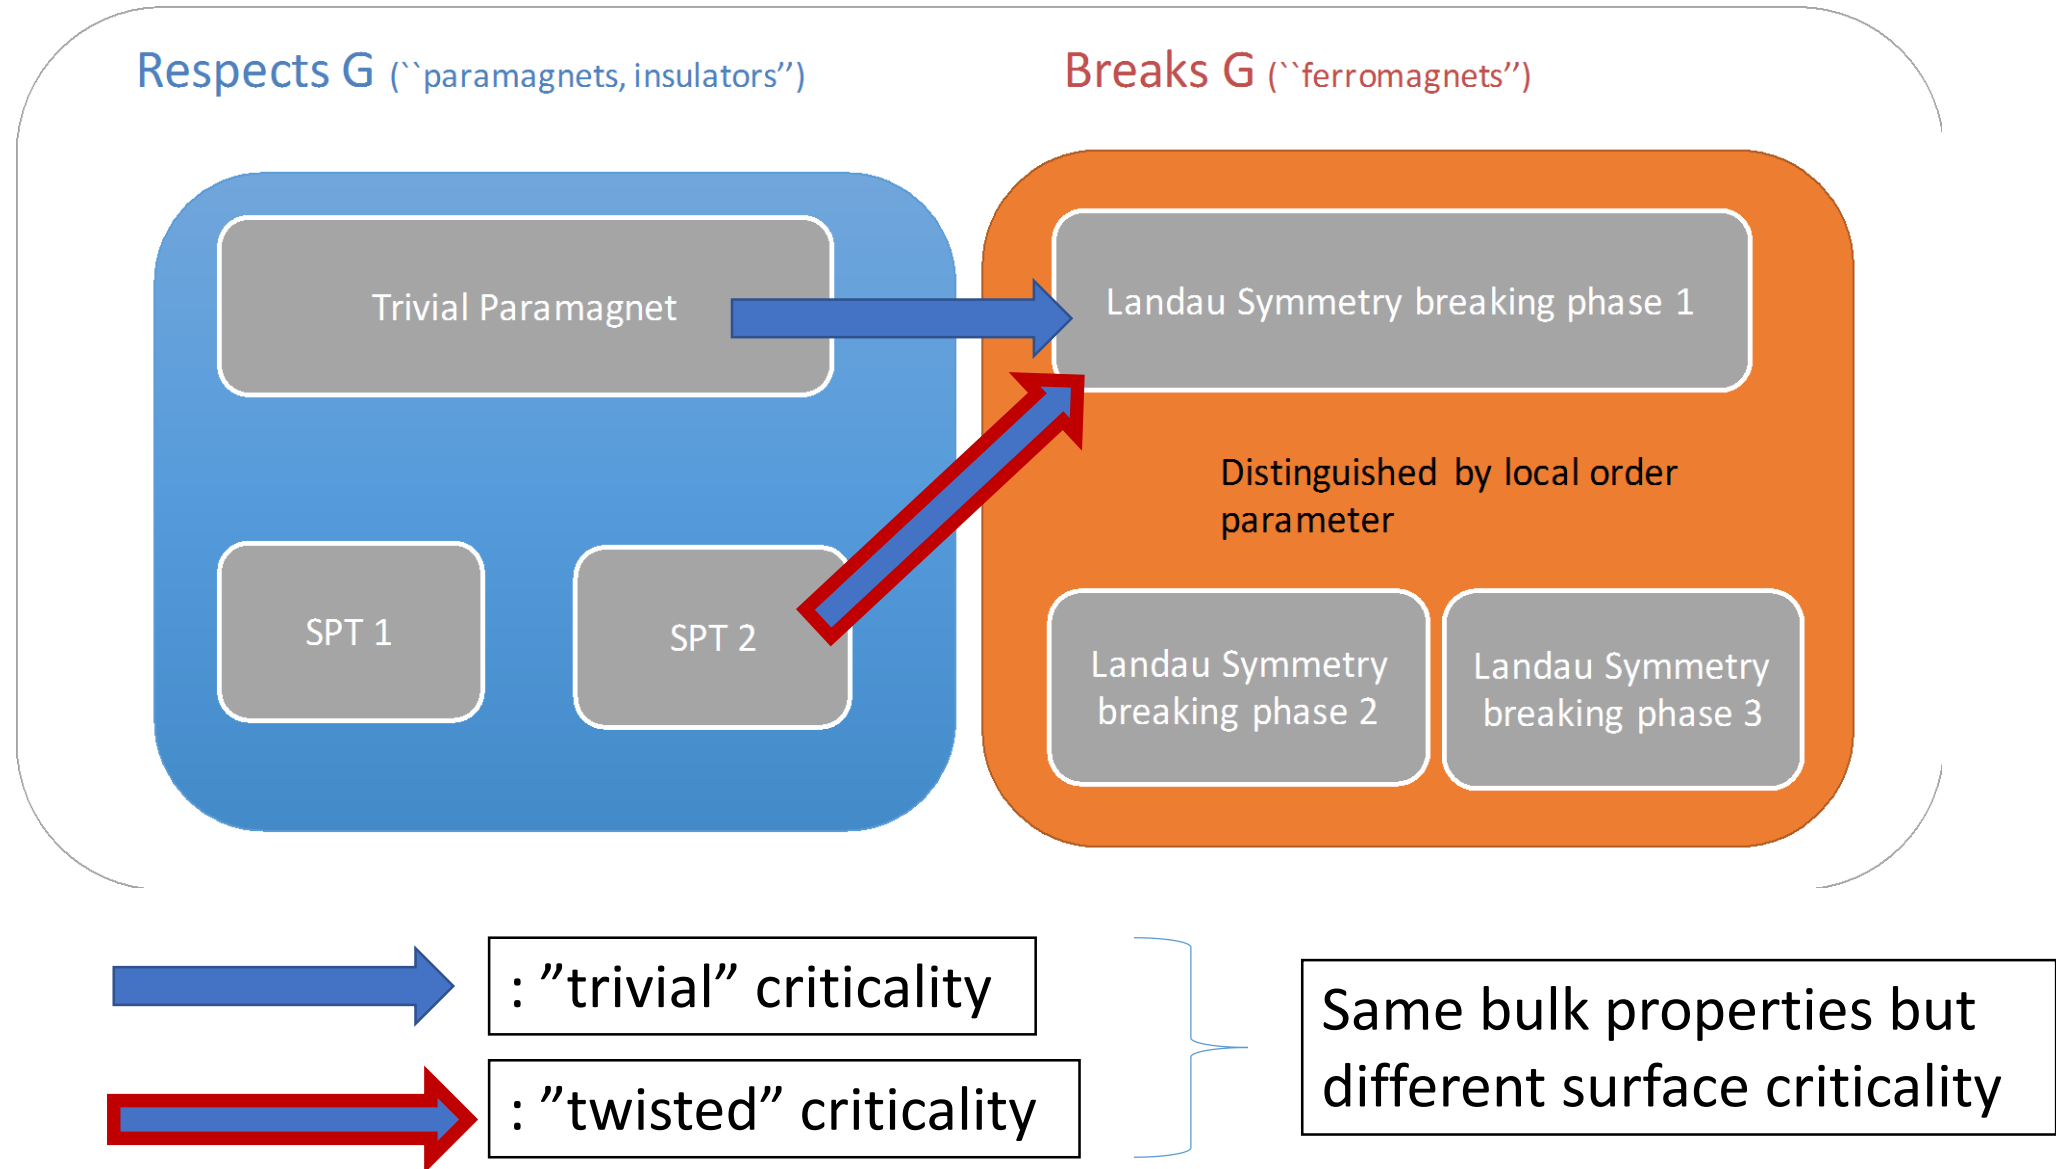 Respects G (``paramagnets, insulators”)
Breaks G (``ferromagnets”)
Trivial Paramagnet
Landau Symmetry breaking phase 1
Distinguished by local order
parameter
SPT 1
SPT 2
Landau Symmetry
breaking phase 2
Landau Symmetry
breaking phase 3
: ”trivial” criticality
: ”twisted” criticality
Same bulk properties but
different surface criticality